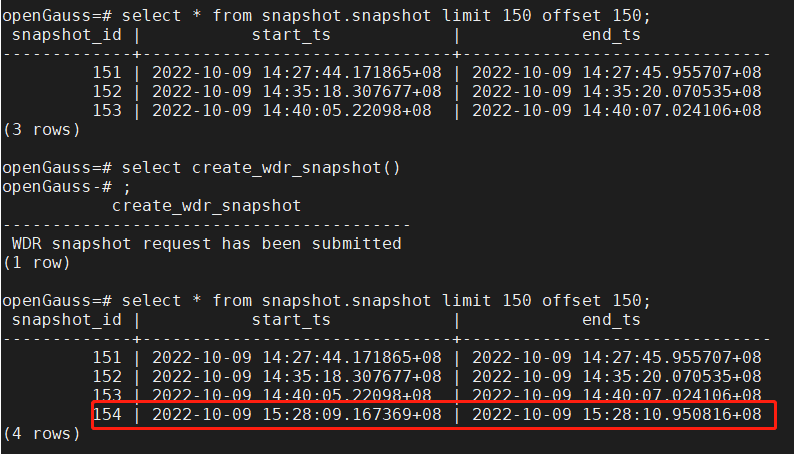 openGauss=# select * from snapshot.snapshot limit 150 offset 150;
 snapshot_id |           start_ts            |            end_ts
-------------+-------------------------------+-------------------------------
         151 | 2022-10-09 14:27:44.171865+08 | 2022-10-09 14:27:45.955707+08
         152 | 2022-10-09 14:35:18.307677+08 | 2022-10-09 14:35:20.070535+08
         153 | 2022-10-09 14:40:05.22098+08  | 2022-10-09 14:40:07.024106+08
(3 rows)

openGauss=# select create_wdr_snapshot()
openGauss-# ;
           create_wdr_snapshot
-----------------------------------------
 WDR snapshot request has been submitted
(1 row)

openGauss=# select * from snapshot.snapshot limit 150 offset 150;
 snapshot_id |           start_ts            |            end_ts
-------------+-------------------------------+-------------------------------
         151 | 2022-10-09 14:27:44.171865+08 | 2022-10-09 14:27:45.955707+08
         152 | 2022-10-09 14:35:18.307677+08 | 2022-10-09 14:35:20.070535+08
         153 | 2022-10-09 14:40:05.22098+08  | 2022-10-09 14:40:07.024106+08
         154 | 2022-10-09 15:28:09.167369+08 | 2022-10-09 15:28:10.950816+08
(4 rows)